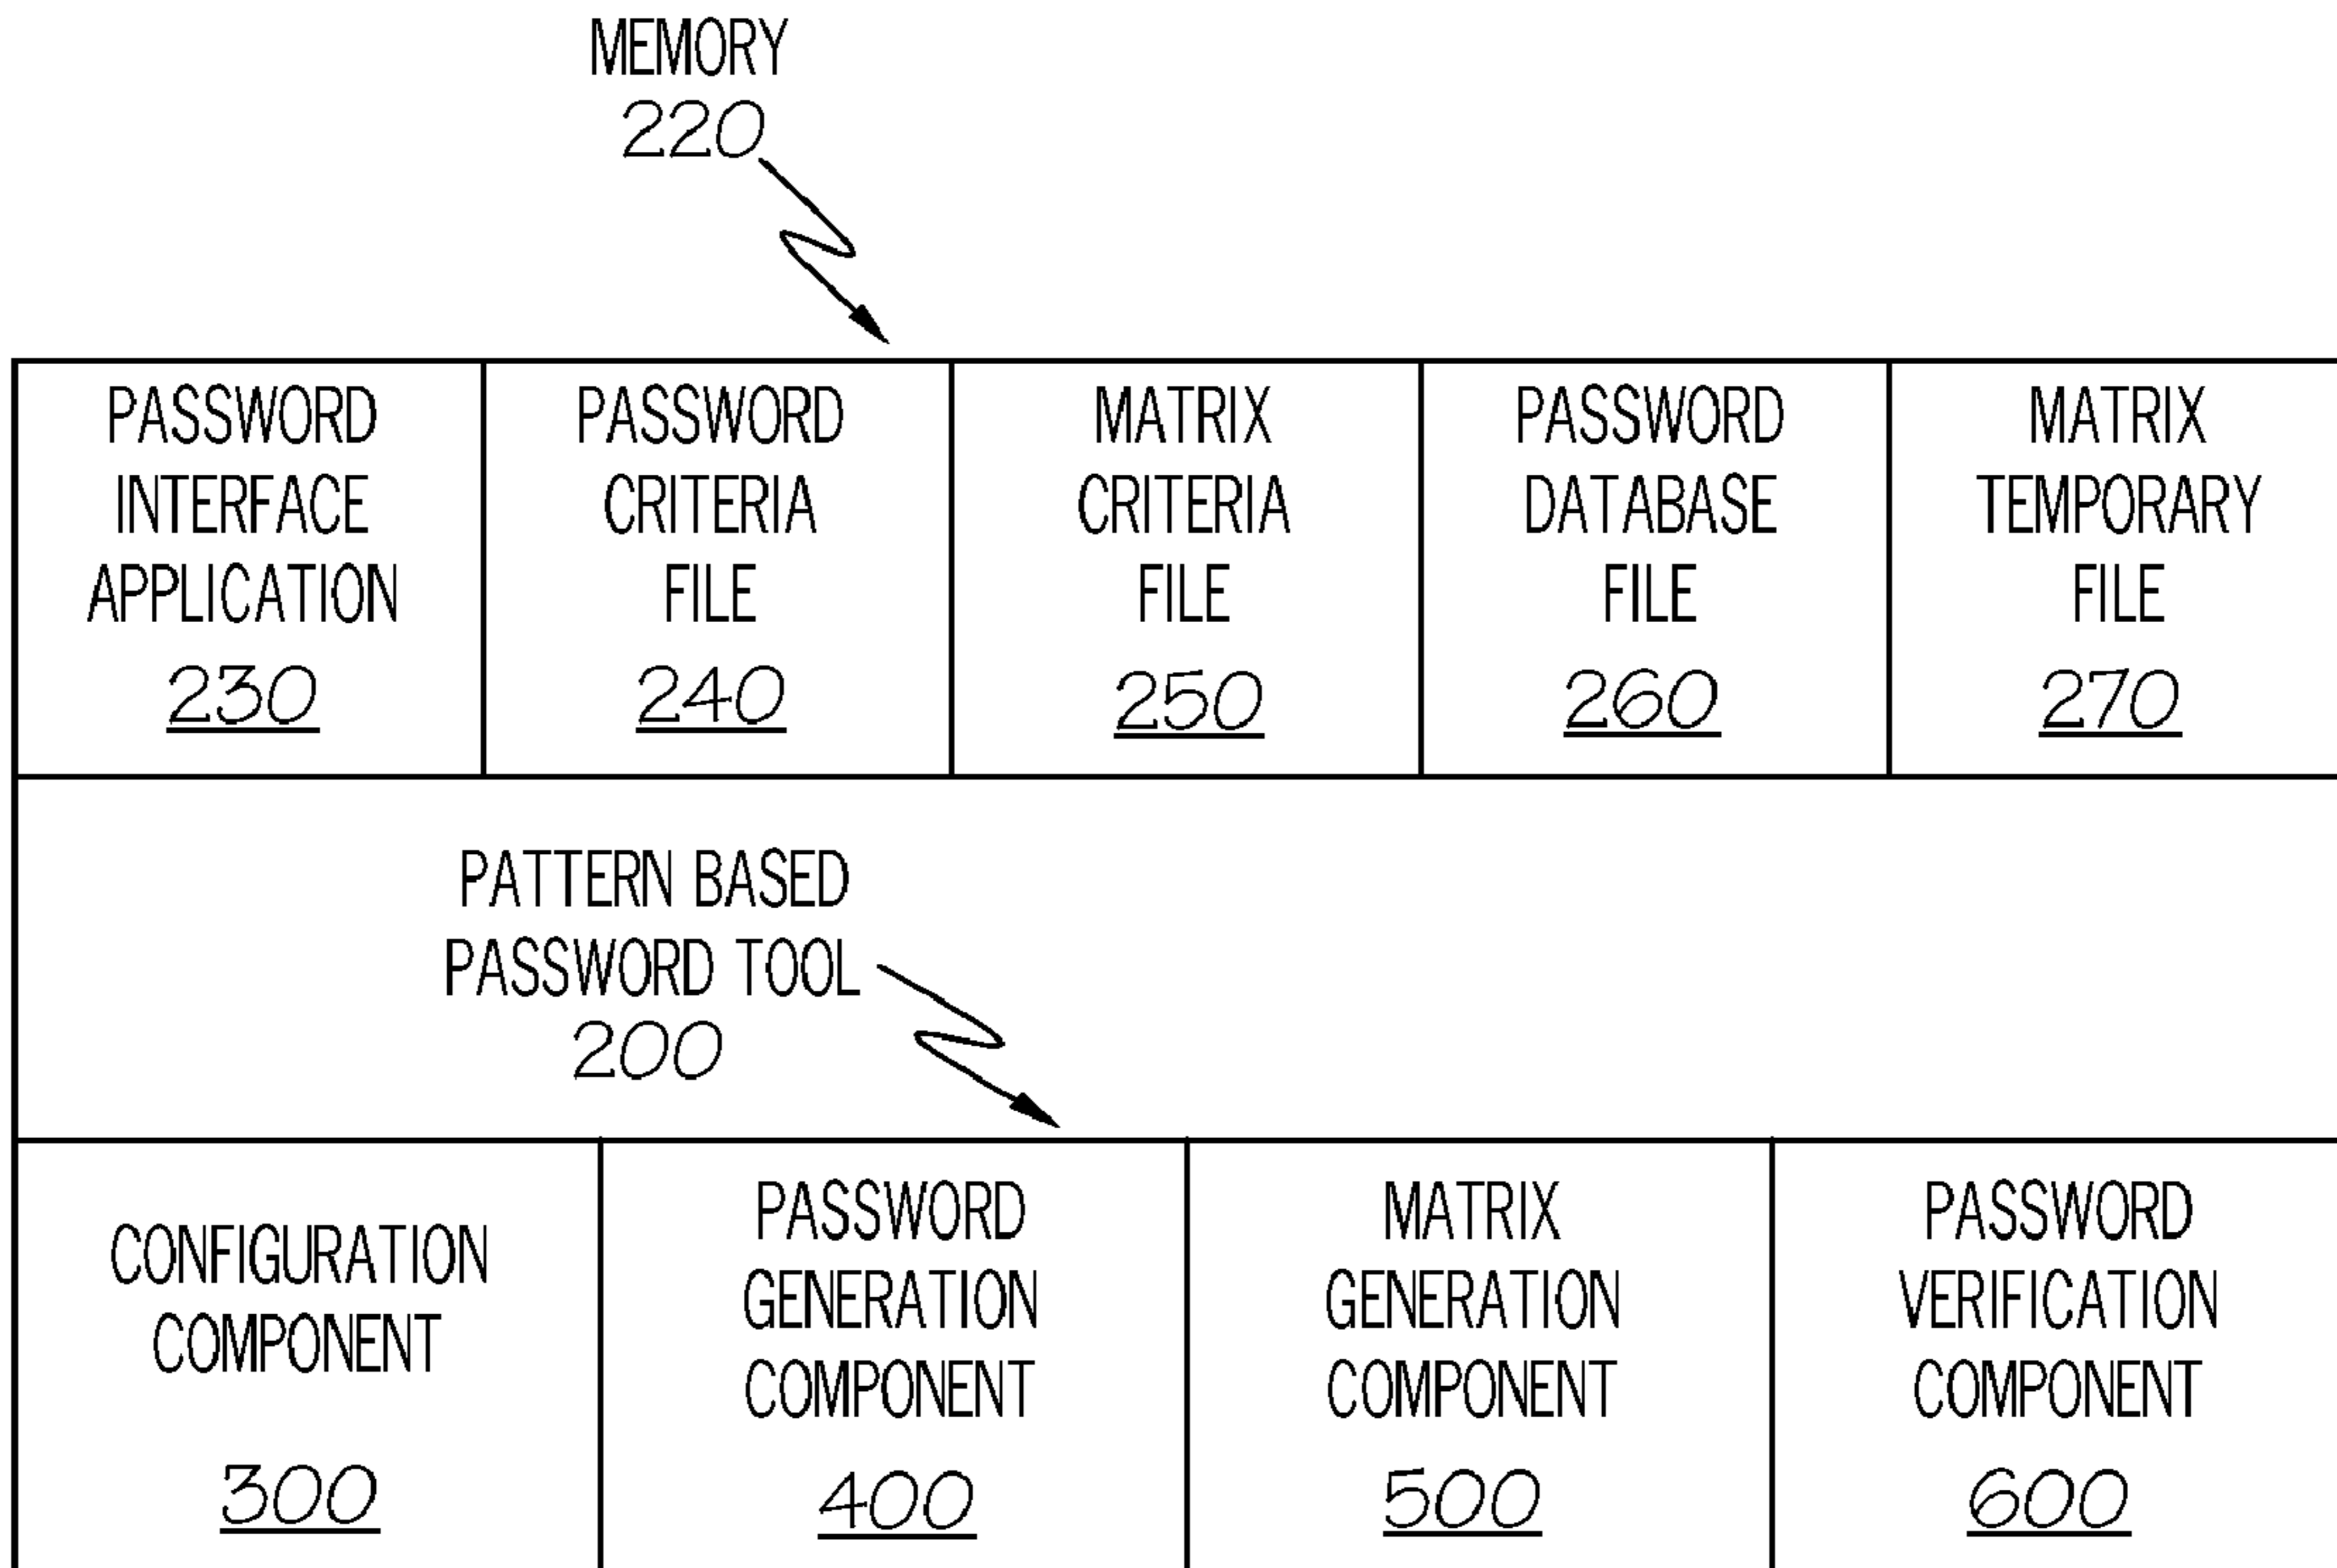 MEMORY
220
PASSWORD
INTERFACE
APPLICATION
230
PASSWORD
CRITERIA
FILE
240
MATRIX
CRITERIA
FILE
250
PASSWORD
DATABASE
FILE
260
MATRIX
TEMPORARY
FILE
270
PATTERN BASED
PASSWORD TOOL
200
CONFIGURATION
COMPONENT
300
PASSWORD
GENERATION
COMPONENT
400
MATRIX
GENERATION
COMPONENT
500
PASSWORD
VERIFICATION
COMPONENT
600